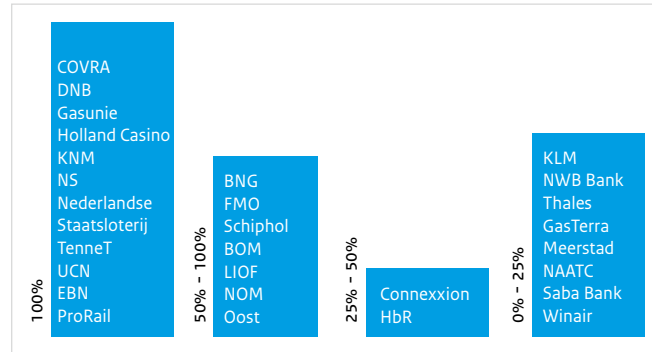 100%
COVRA
DNB
Gasunie
Holland Casino
KNM
NS
Nederlandse
Staatsloterij
TenneT
UCN
EBN
ProRail
50% - 100%
BNG
FMO
Schiphol
BOM
LIOF
NOM
Oost
25% - 50%
Connexxion
HbR
0% - 25%
KLM
NWB Bank
Thales
GasTerra
Meerstad
NAATC
Saba Bank
Winair